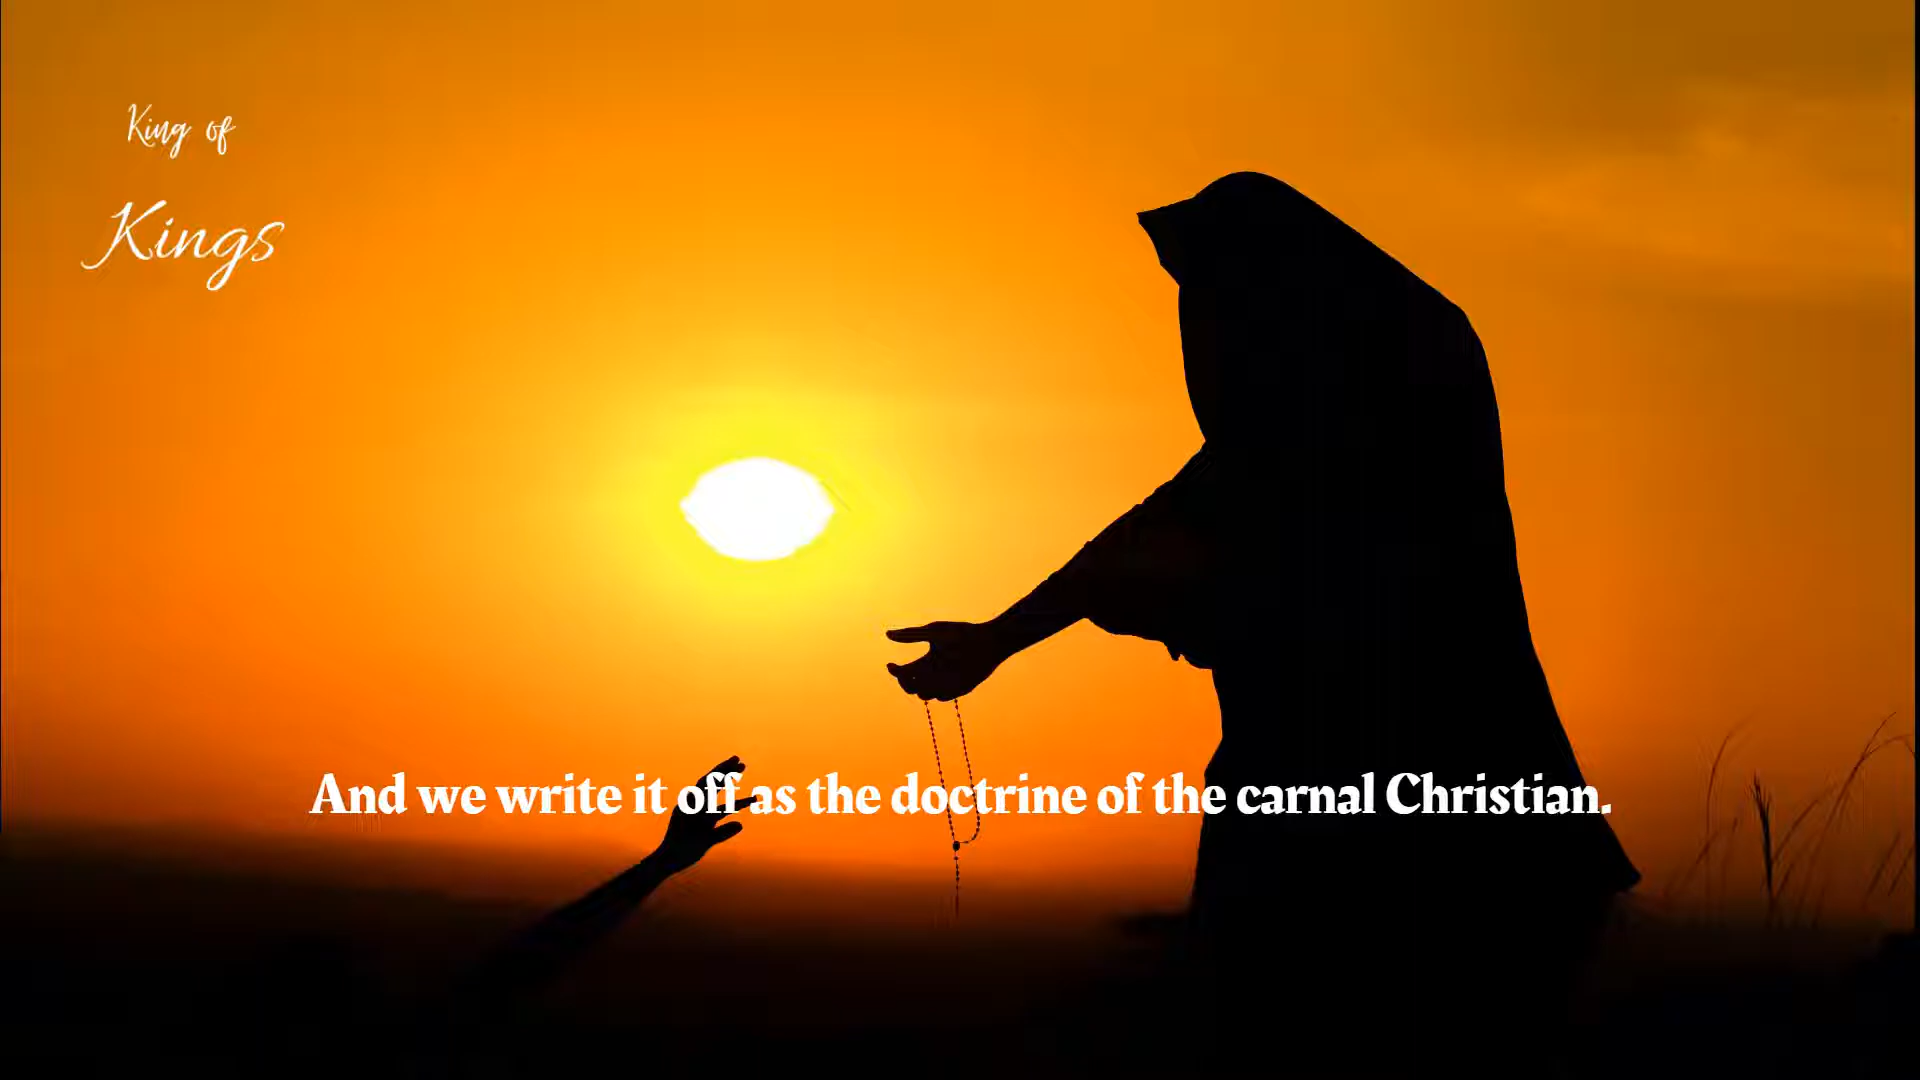 King of
Kings
And we write it off as the doctrine of the carnal Christian.